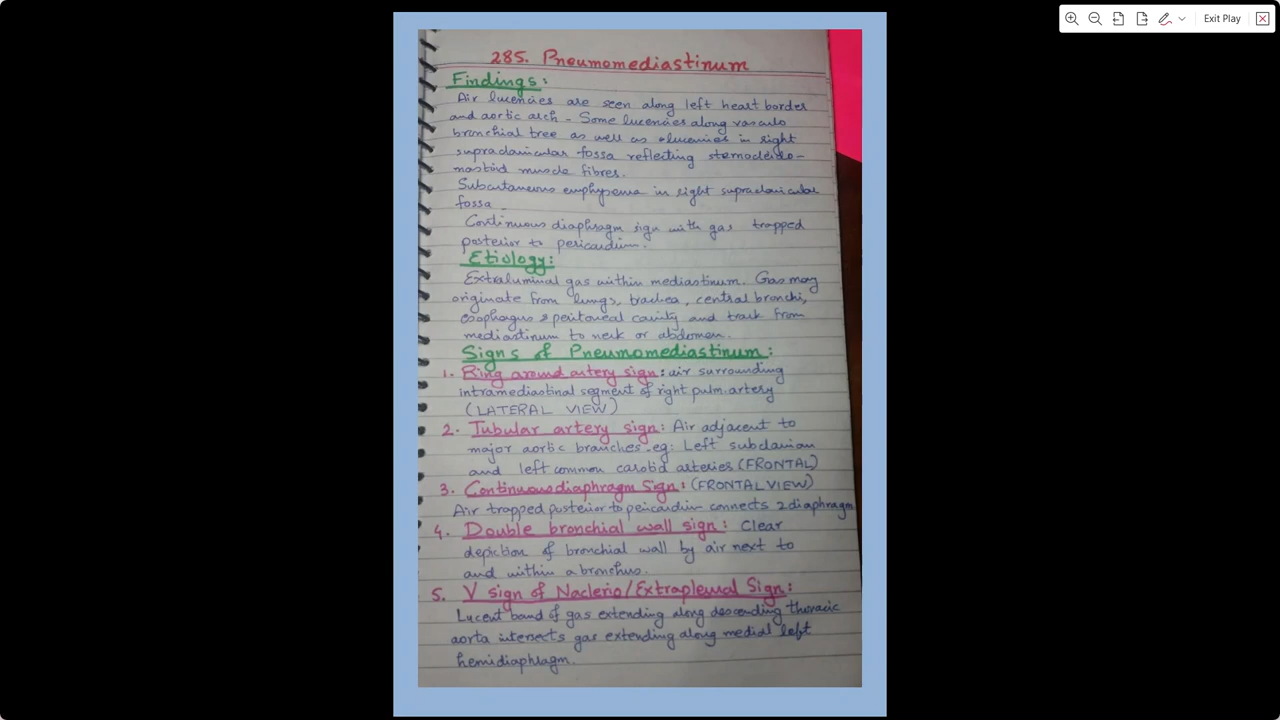 Exit Play
285. Pneumomediastinum
Findings:
Air lucencies are seen along left heart border
and aortic arch - Some lucencies along vasculo
bronchial tree as well as lucencies in right
supraclavicular fossa reflecting sternocleido-
mastoid muscle fibres.
Subcutaneous emphysema in right supraclavicular
fossa
Continuous diaphragm sign with gas trapped
posterior to pericardium.
Etiology:
Extraluminal gas within mediastinum. Gas may
originate from lungs, trachea, central bronchi,
esophagus & peritoneal cavity and track from
mediastinum to neck or abdomen.
Signs of Pneumomediastinum:
1. Ring around artery sign: air surrounding
intramediastinal segment of right pulm. artery
(LATERAL VIEW)
2. Tubular artery sign: Air adjacent to
major aortic branches. eg: Left subclavian
and left common carotid arteries (FRONTAL)
3. Continuous diaphragm Sign: (FRONTAL VIEW)
Air trapped posterior to pericardium connects 2 diaphragm
4. Double bronchial wall sign: Clear
depiction of bronchial wall by air next to
and within a bronchus.
5. V sign of Naclerio/Extrapleural Sign:
Lucent band of gas extending along descending thoracic
aorta intersects gas extending along medial left
hemidiaphragm.